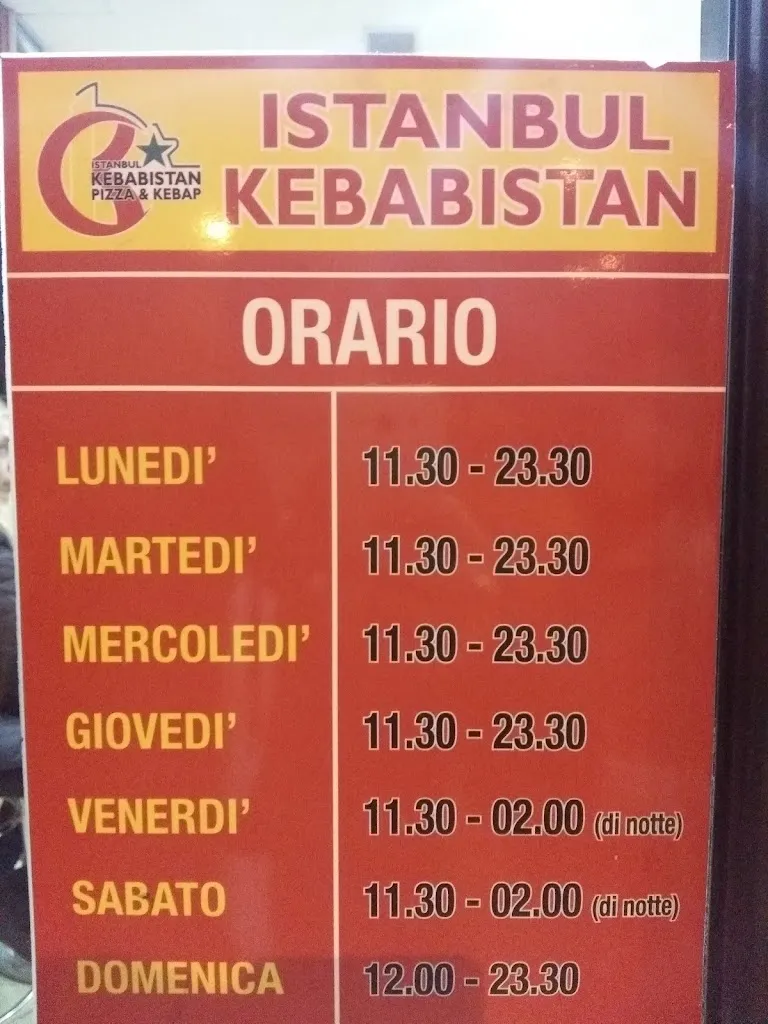 ISTANBUL
KEBABISTAN
PIZZA & KEBAP
ISTANBUL
KEBABISTAN
ORARIO
LUNEDI' 11.30 - 23.30
MARTEDI' 11.30 - 23.30
MERCOLEDI' 11.30 - 23.30
GIOVEDI' 11.30 - 23.30
VENERDI' 11.30 - 02.00 (di notte)
SABATO 11.30 - 02.00 (di notte)
DOMENICA 12.00 - 23.30